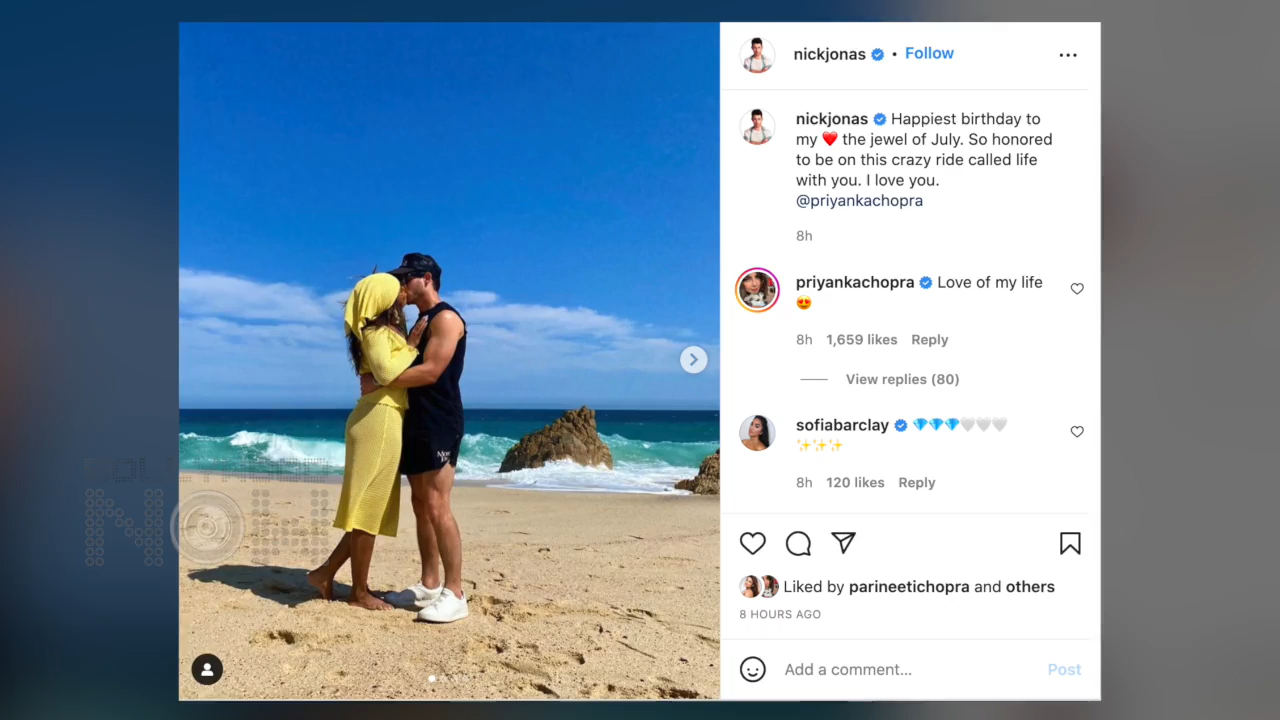 nickjonas • Follow
nickjonas Happiest birthday to
my ❤️ the jewel of July. So honored
to be on this crazy ride called life
with you. I love you.
@priyankachopra
8h
priyankachopra Love of my life
😍
8h 1,659 likes Reply
View replies (80)
sofiabarclay 💎💎💎🤍🤍🤍
✨✨✨
8h 120 likes Reply
Liked by parineetichopra and others
8 HOURS AGO
Add a comment... Post
NOW